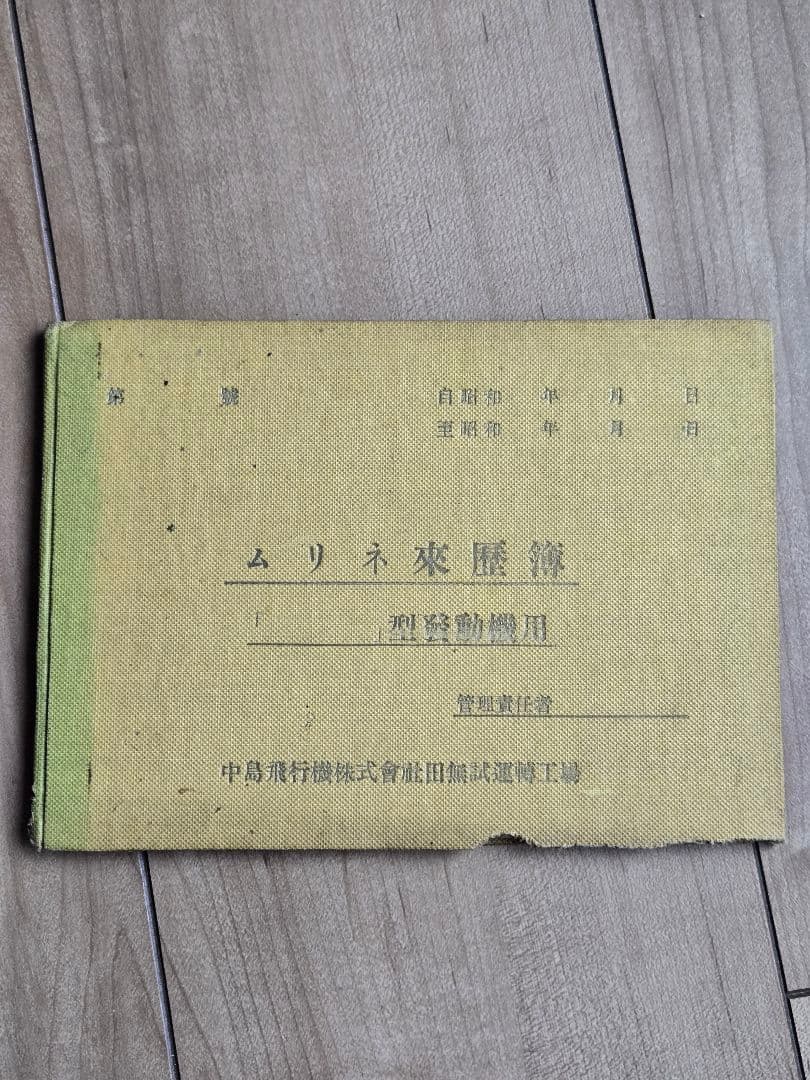 第 號 自昭和 年 月 日
至昭和 年 月 日
ムリネ來歷簿
「 」型發動機用
管理責任者
中島飛行機株式會社田無試運轉工場